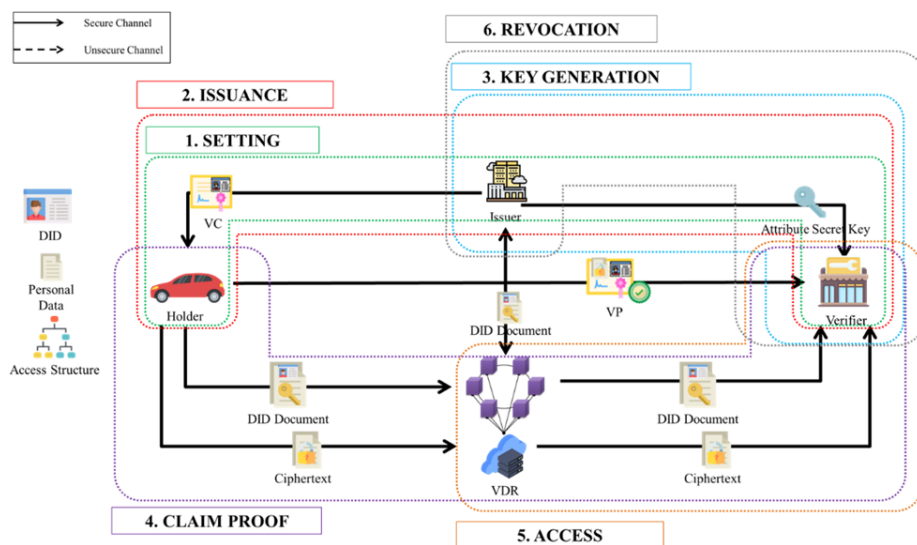 Secure Channel
Unsecure Channel
6. REVOCATION
3. KEY GENERATION
2. ISSUANCE
1. SETTING
VC
Issuer
Attribute Secret Key
DID
Personal
Data
Access Structure
Holder
VP
Verifier
DID Document
DID Document
DID Document
Ciphertext
Ciphertext
VDR
4. CLAIM PROOF
5. ACCESS